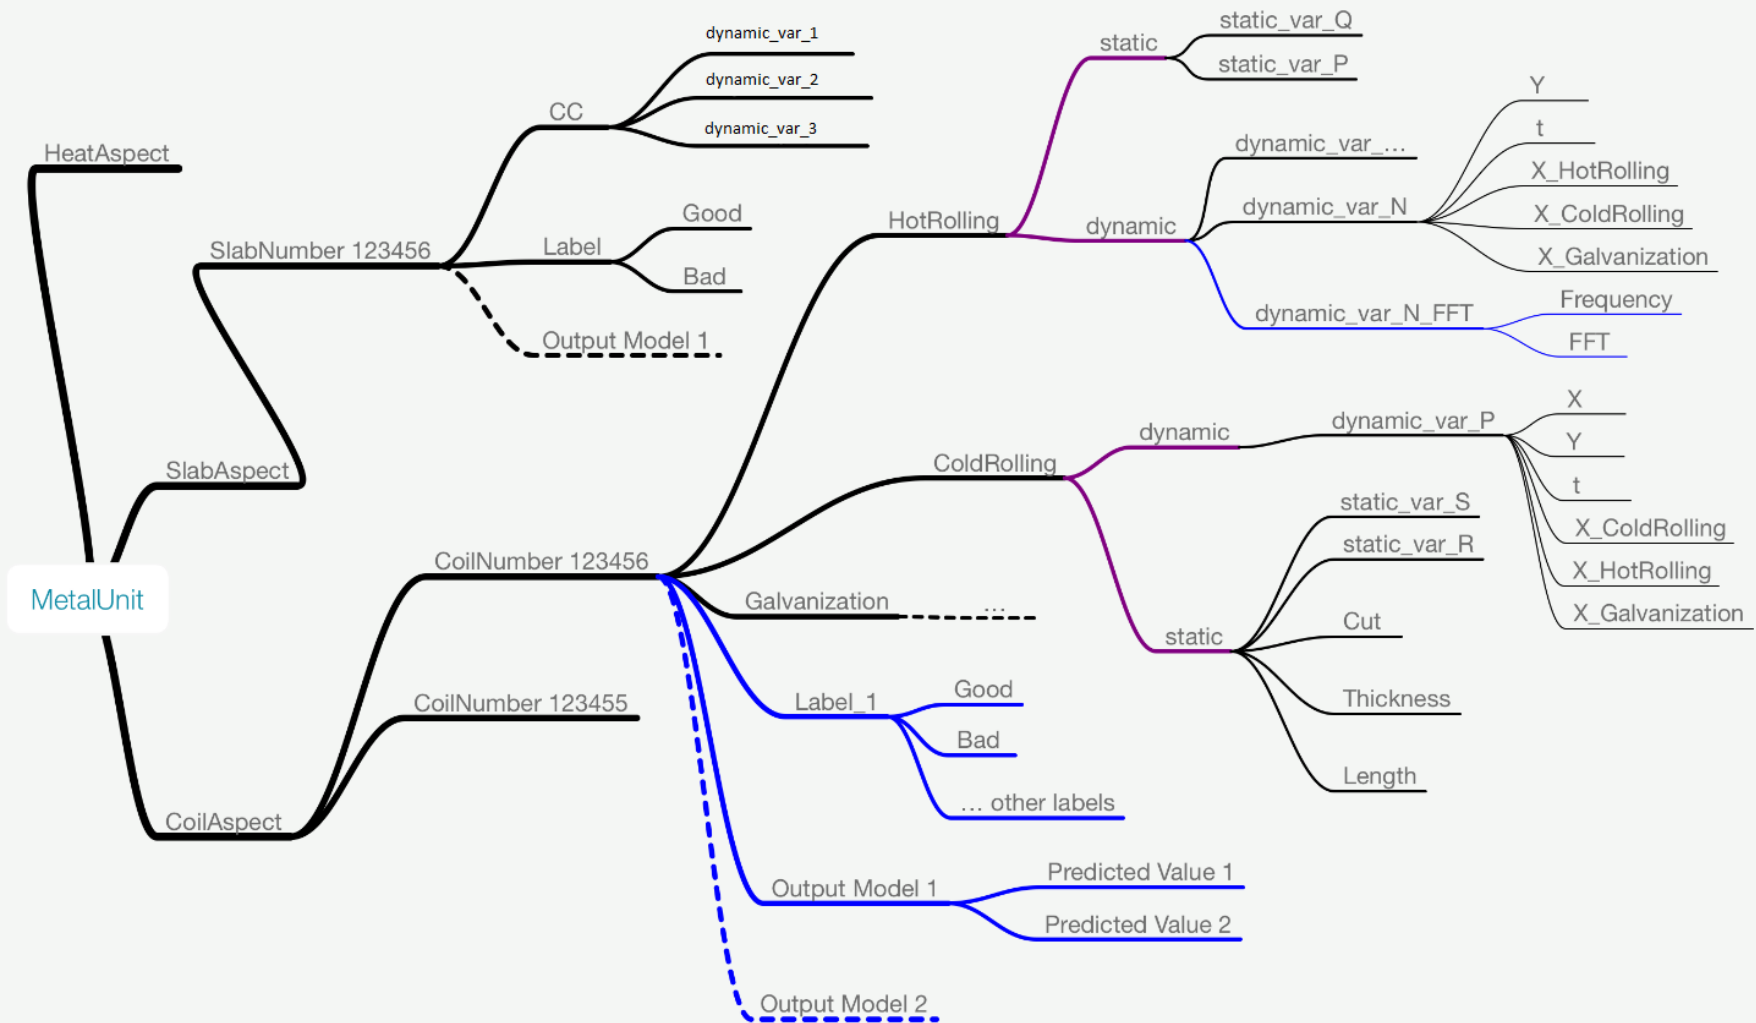 MetalUnit
HeatAspect
SlabAspect
SlabNumber 123456
CC
dynamic_var_1
dynamic_var_2
dynamic_var_3
Label
Good
Bad
Output Model 1
CoilAspect
CoilNumber 123456
HotRolling
static
static_var_Q
static_var_P
dynamic
dynamic_var_...
dynamic_var_N
Y
t
X_HotRolling
X_ColdRolling
X_Galvanization
dynamic_var_N_FFT
Frequency
FFT
ColdRolling
dynamic
dynamic_var_P
X
Y
t
X_ColdRolling
X_HotRolling
X_Galvanization
static
static_var_S
static_var_R
Cut
Thickness
Length
Galvanization
...
Label_1
Good
Bad
... other labels
Output Model 1
Predicted Value 1
Predicted Value 2
Output Model 2
CoilNumber 123455